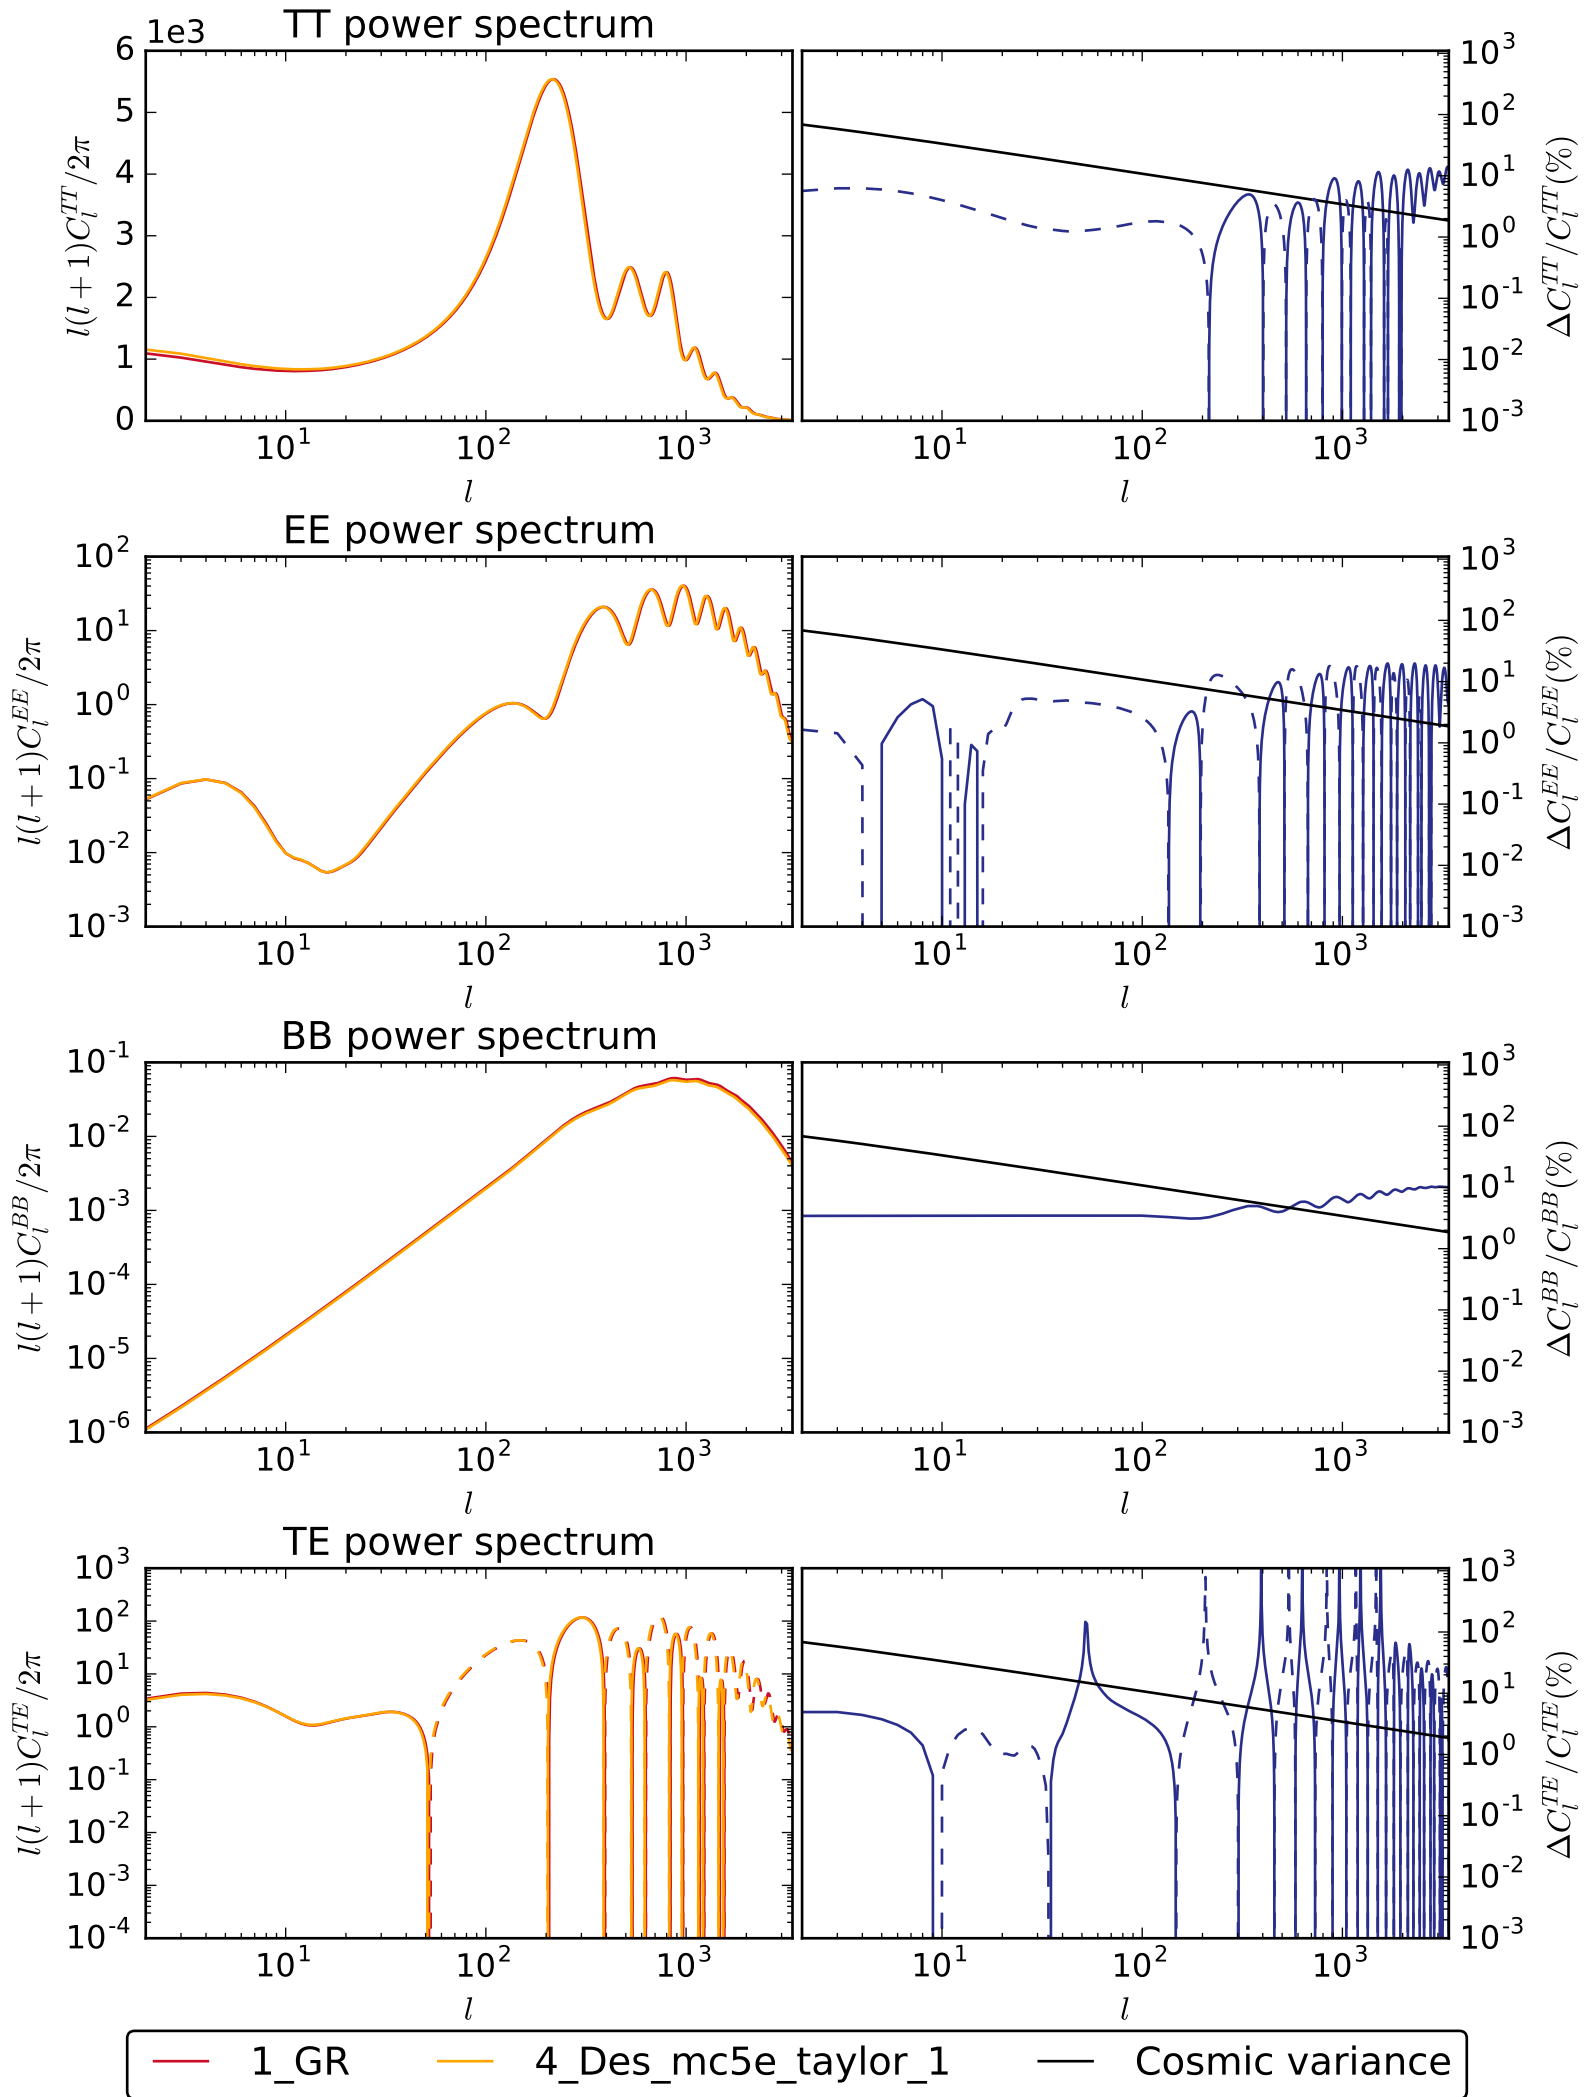 TT power spectrum
1e3
6
5
4
3
2
1
0
l(l+1)C_l^{TT}/2π
10^1 10^2 10^3
l
10^3
10^2
10^1
10^0
10^-1
10^-2
10^-3
ΔC_l^{TT}/C_l^{TT}(%)
10^1 10^2 10^3
l
EE power spectrum
10^2
10^1
10^0
10^-1
10^-2
10^-3
l(l+1)C_l^{EE}/2π
10^1 10^2 10^3
l
10^3
10^2
10^1
10^0
10^-1
10^-2
10^-3
ΔC_l^{EE}/C_l^{EE}(%)
10^1 10^2 10^3
l
BB power spectrum
10^-1
10^-2
10^-3
10^-4
10^-5
10^-6
l(l+1)C_l^{BB}/2π
10^1 10^2 10^3
l
10^3
10^2
10^1
10^0
10^-1
10^-2
10^-3
ΔC_l^{BB}/C_l^{BB}(%)
10^1 10^2 10^3
l
TE power spectrum
10^3
10^2
10^1
10^0
10^-1
10^-2
10^-3
10^-4
l(l+1)C_l^{TE}/2π
10^1 10^2 10^3
l
10^3
10^2
10^1
10^0
10^-1
10^-2
10^-3
ΔC_l^{TE}/C_l^{TE}(%)
10^1 10^2 10^3
l
1_GR 4_Des_mc5e_taylor_1 Cosmic variance